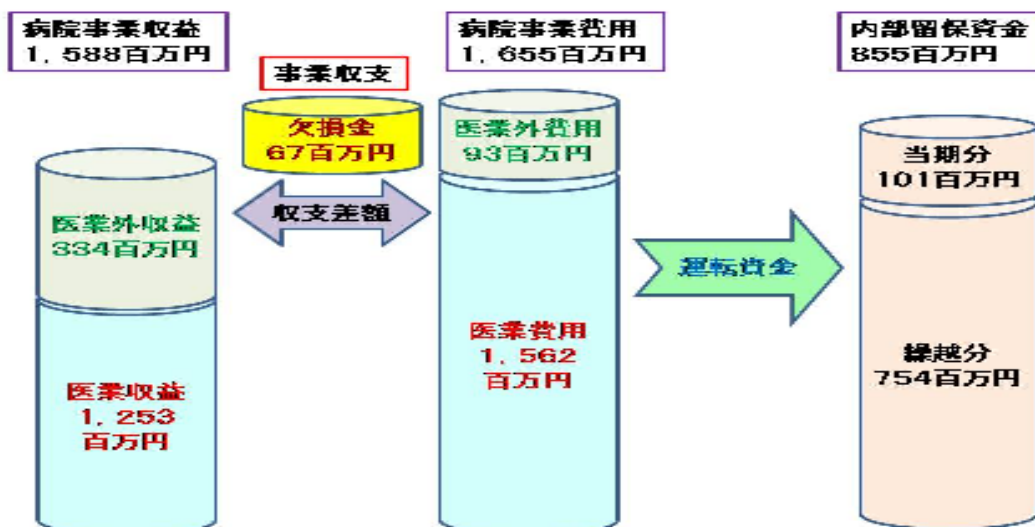 病院事業収益
1，588百万円
病院事業費用
1，655百万円
内部留保資金
855百万円
事業収支
欠損金
67百万円
医業外費用
93百万円
当期分
101百万円
医業外収益
334百万円
収支差額
運転資金
医業費用
1，562
百万円
繰越分
754百万円
医業収益
1，253
百万円